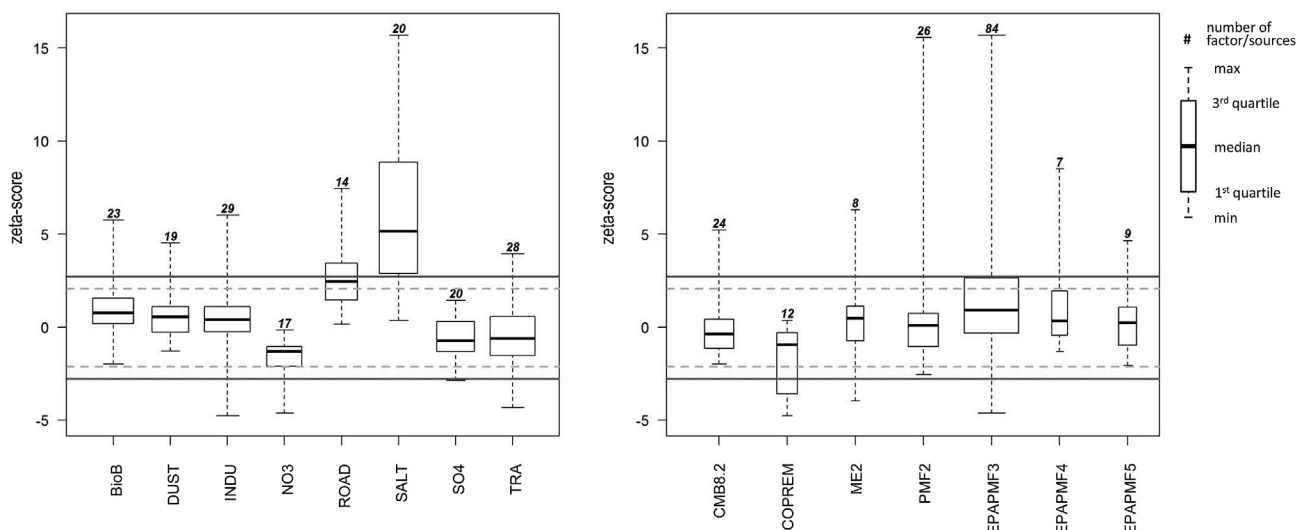 zeta-score
15
10
5
0
-5
23
19
29
17
14
20
20
28
BioB
DUST
INDU
NO3
ROAD
SALT
SO4
TRA
zeta-score
15
10
5
0
-5
24
12
8
26
84
7
9
CMB8.2
COPREM
ME2
PMF2
EPAPMF3
EPAPMF4
EPAPMF5
# number of
factor/sources
max
3rd quartile
median
1st quartile
min